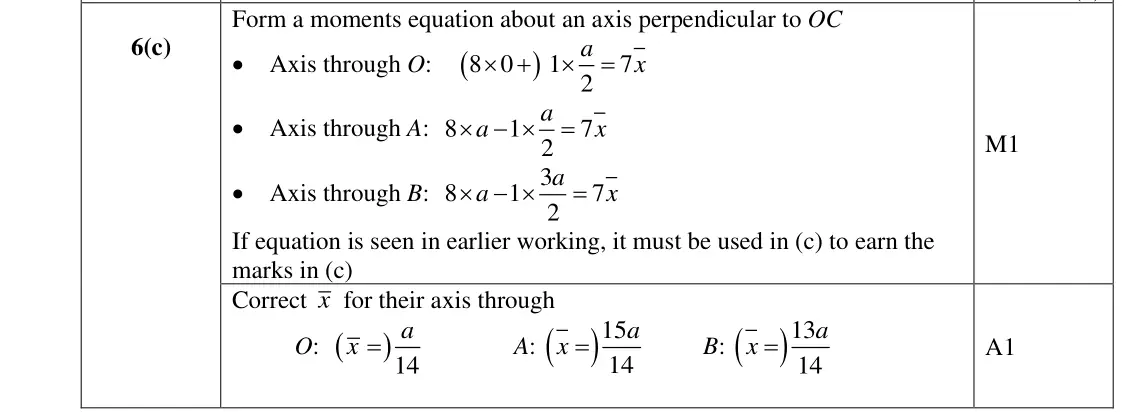 6(c)
Form a moments equation about an axis perpendicular to OC
• Axis through O: (8×0+) 1×a/2 = 7x̄
• Axis through A: 8×a−1×a/2 = 7x̄
• Axis through B: 8×a−1×3a/2 = 7x̄
If equation is seen in earlier working, it must be used in (c) to earn the
marks in (c)
M1
Correct x̄ for their axis through
O: (x̄ =) a/14 A: (x̄ =) 15a/14 B: (x̄ =) 13a/14
A1